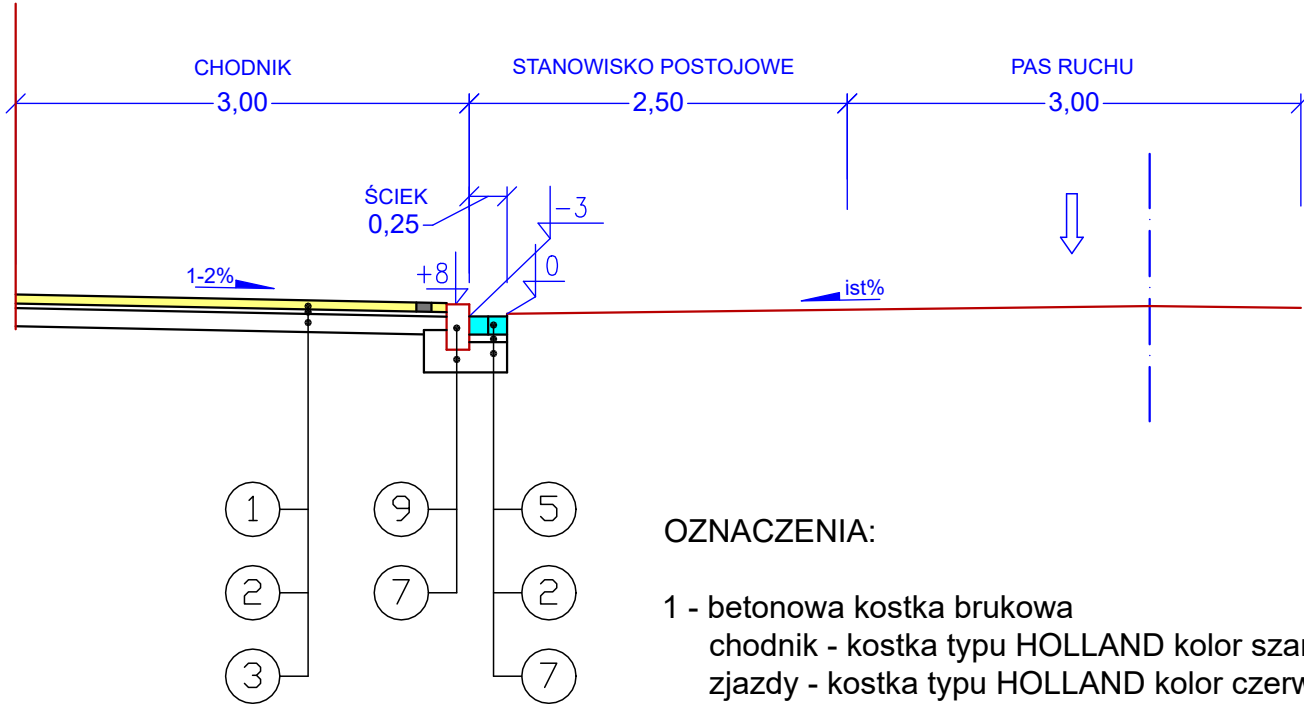 CHODNIK STANOWISKO POSTOJOWE PAS RUCHU
3,00 2,50 3,00
ŚCIEK
0,25
-3
+8 0
1-2% ist%
1 9 5
2 7 2
3 7
OZNACZENIA:
1 - betonowa kostka brukowa
chodnik - kostka typu HOLLAND kolor
zjazdy - kostka typu HOLLAND kolor